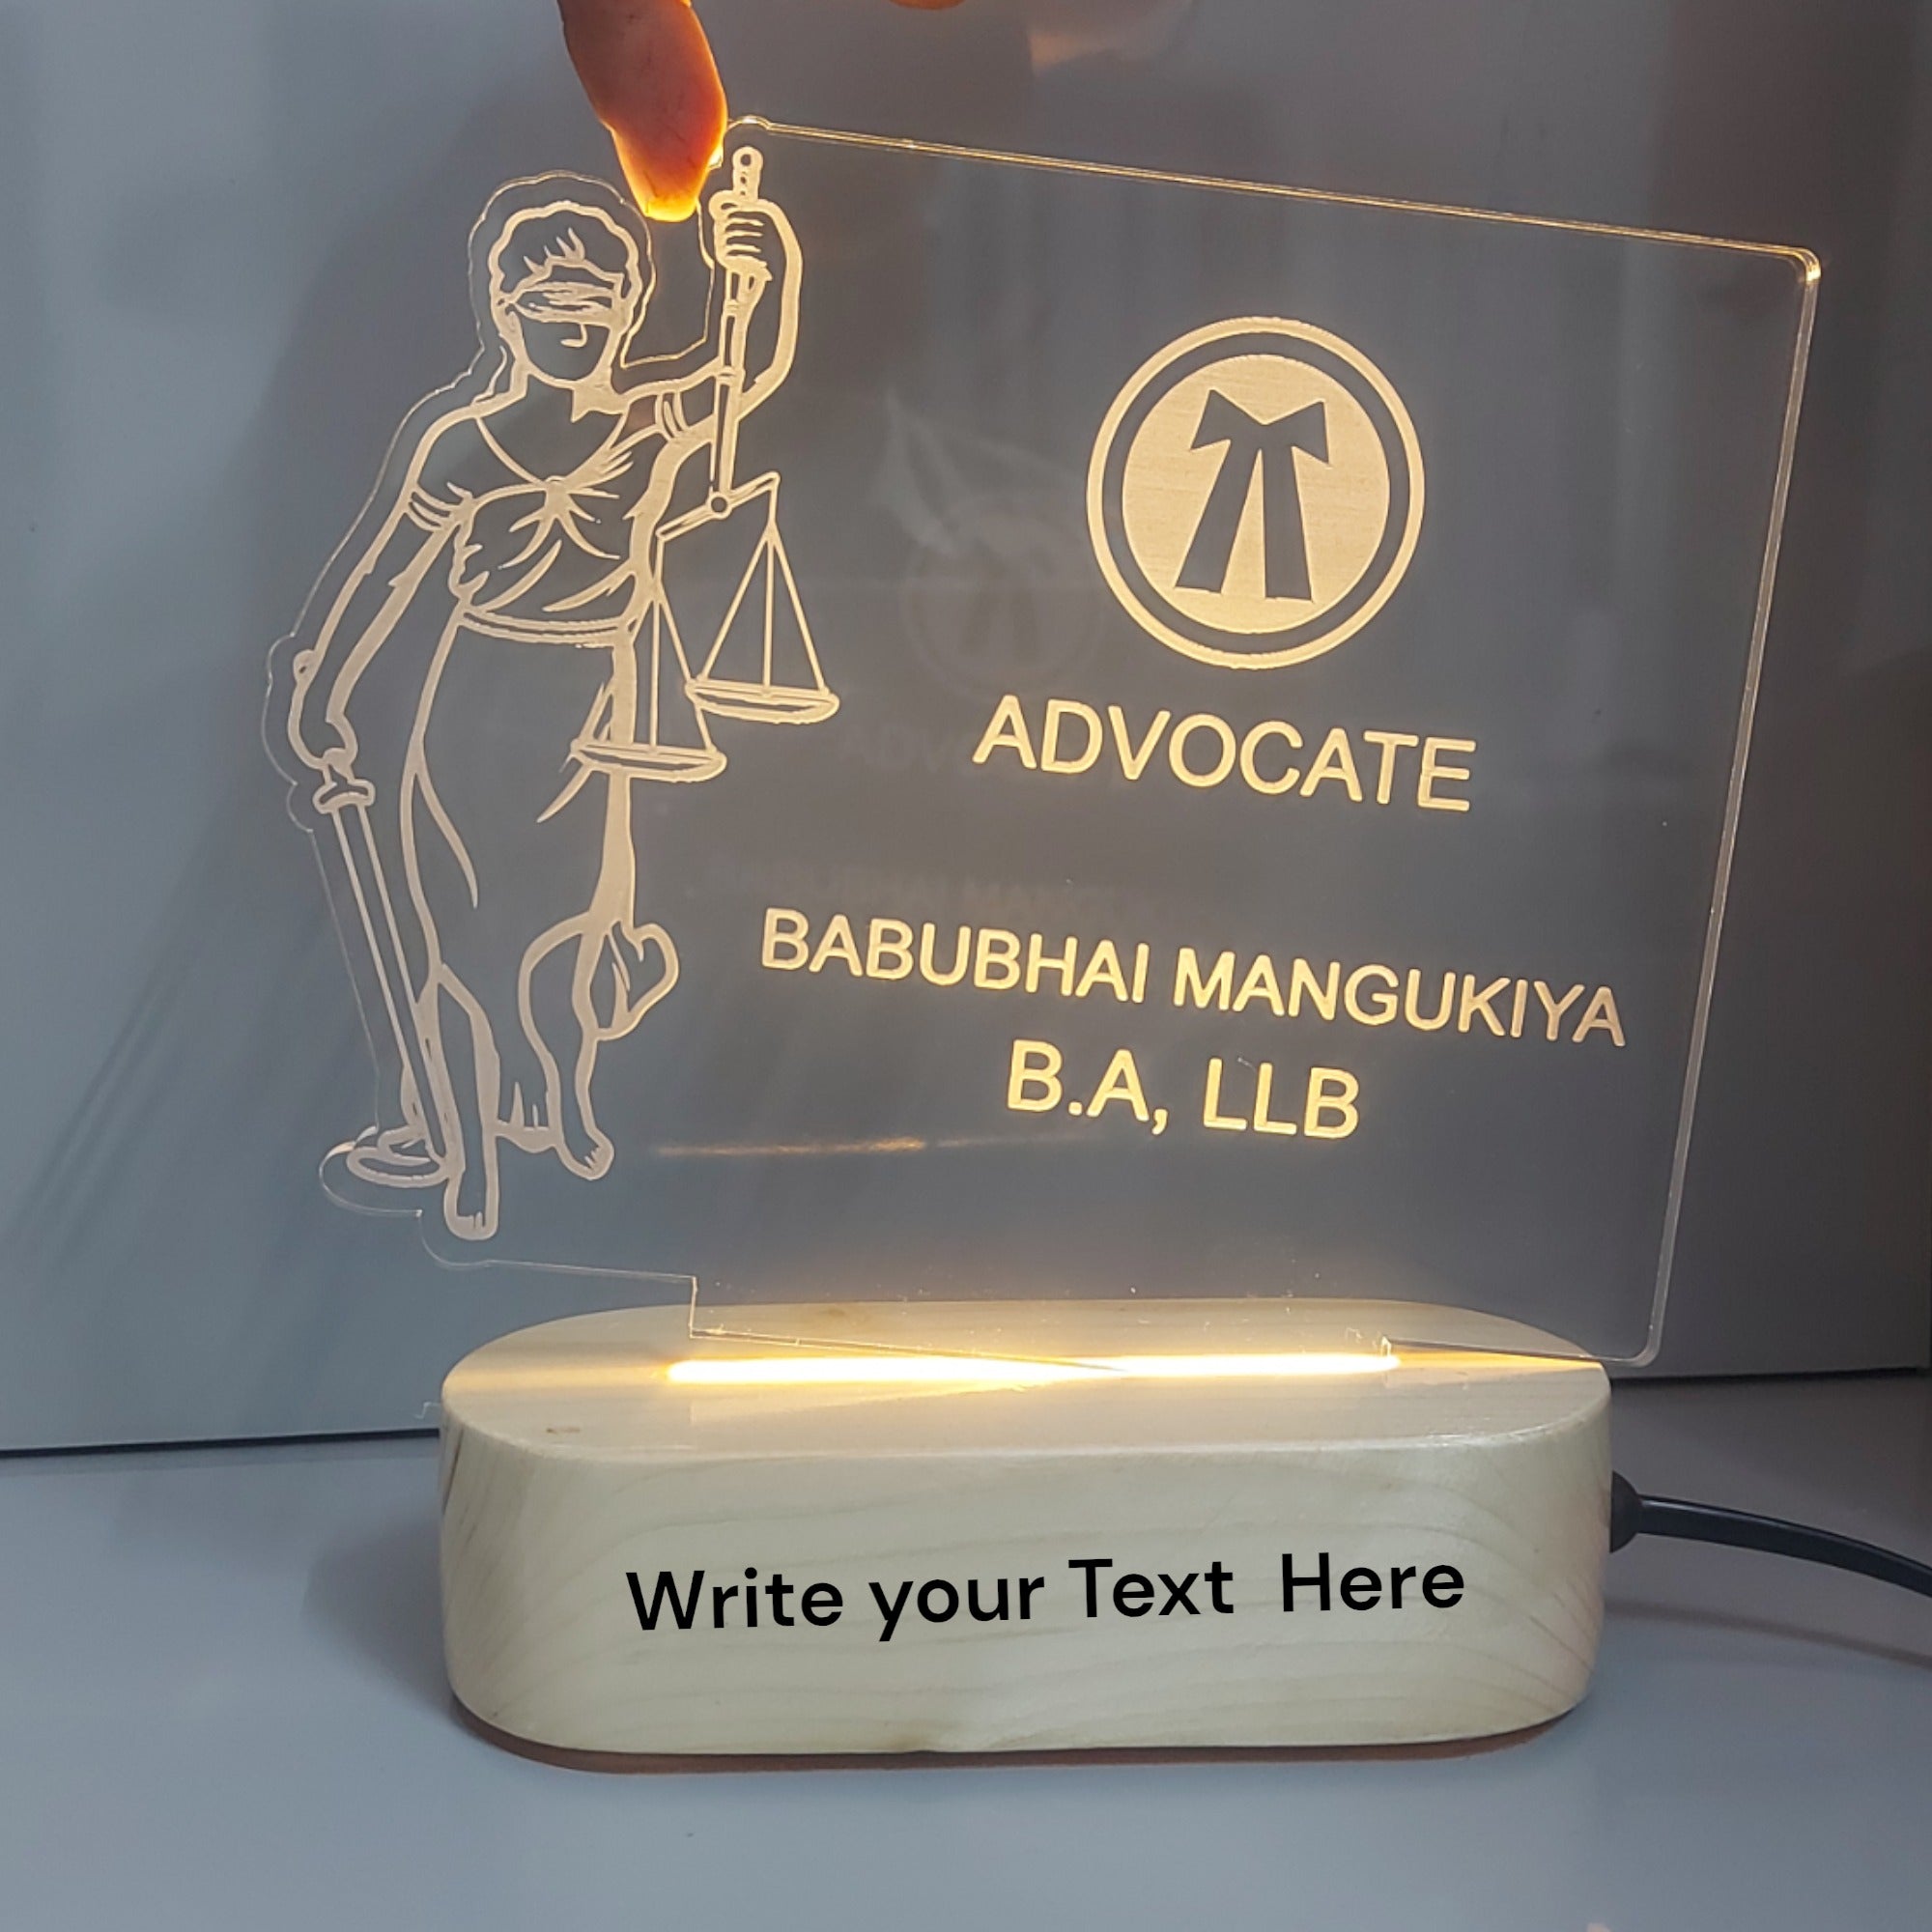 ADVOCATE
BABUBHAI MANGUKIYA
B.A, LLB
Write your Text Here